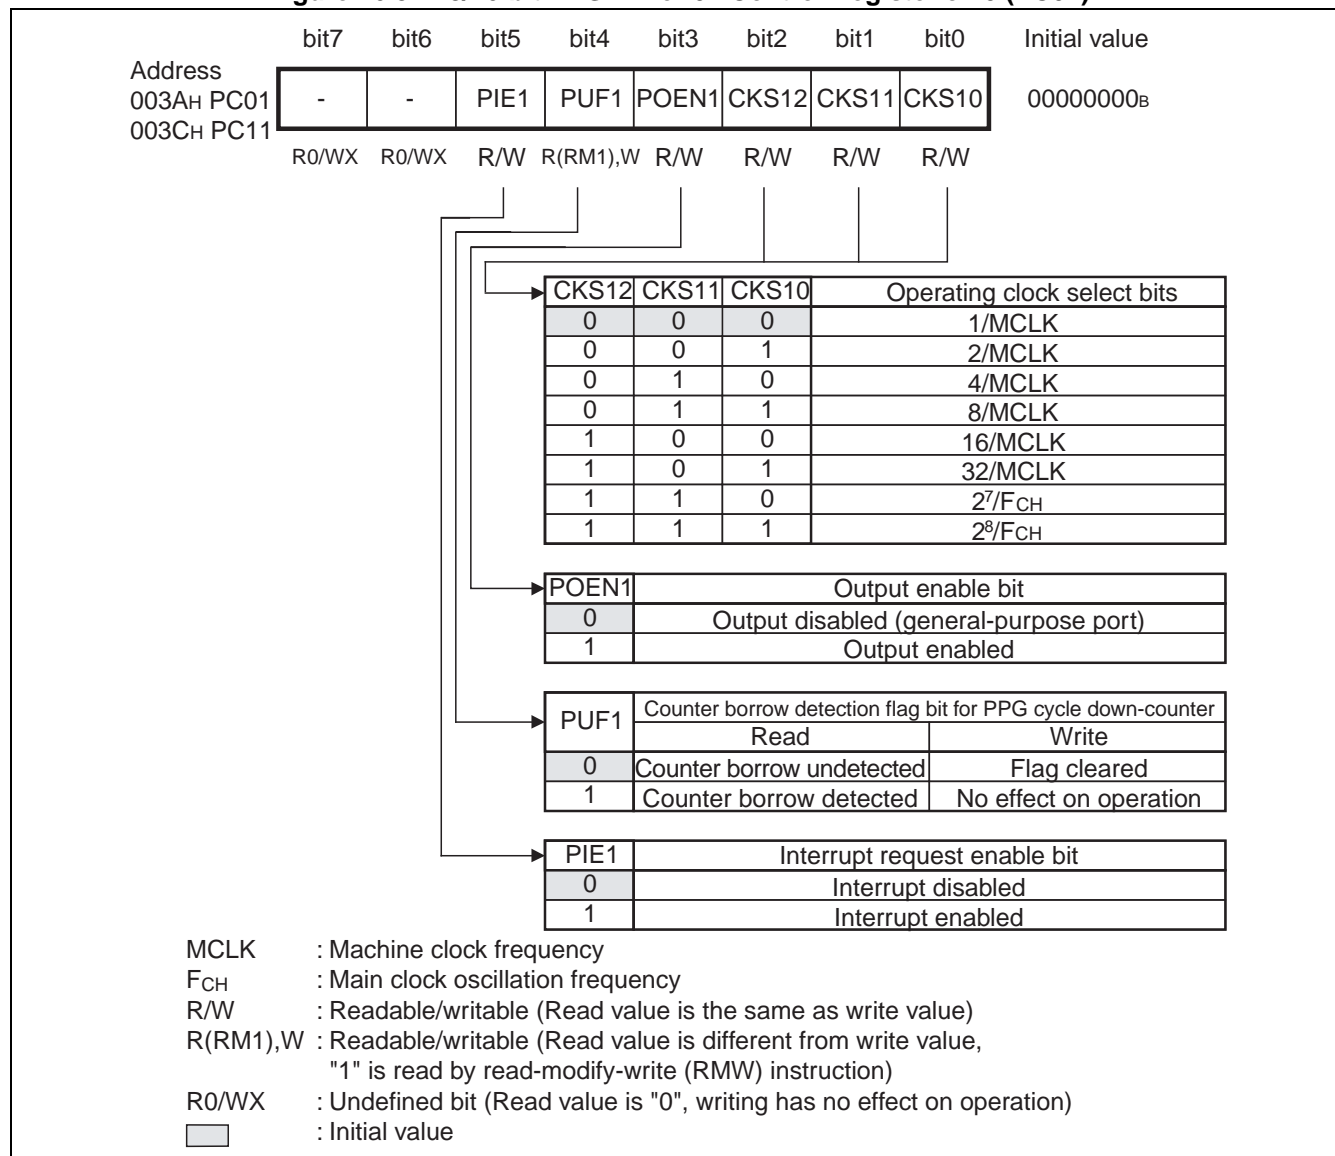 bit7 bit6 bit5 bit4 bit3 bit2 bit1 bit0 Initial value
Address
003AH PC01 - - PIE1 PUF1 POEN1 CKS12 CKS11 CKS10 00000000B
003CH PC11
R0/WX R0/WX R/W R(RM1),W R/W R/W R/W R/W
CKS12 CKS11 CKS10 Operating clock select bits
0 0 0 1/MCLK
0 0 1 2/MCLK
0 1 0 4/MCLK
0 1 1 8/MCLK
1 0 0 16/MCLK
1 0 1 32/MCLK
1 1 0 2⁷/FCH
1 1 1 2⁸/FCH
POEN1 Output enable bit
0 Output disabled (general-purpose port)
1 Output enabled
PUF1 Counter borrow detection flag bit for PPG cycle down-counter
Read Write
0 Counter borrow undetected Flag cleared
1 Counter borrow detected No effect on operation
PIE1 Interrupt request enable bit
0 Interrupt disabled
1 Interrupt enabled
MCLK : Machine clock frequency
FCH : Main clock oscillation frequency
R/W : Readable/writable (Read value is the same as write value)
R(RM1),W : Readable/writable (Read value is different from write value,
"1" is read by read-modify-write (RMW) instruction)
R0/WX : Undefined bit (Read value is "0", writing has no effect on operation)
: Initial value